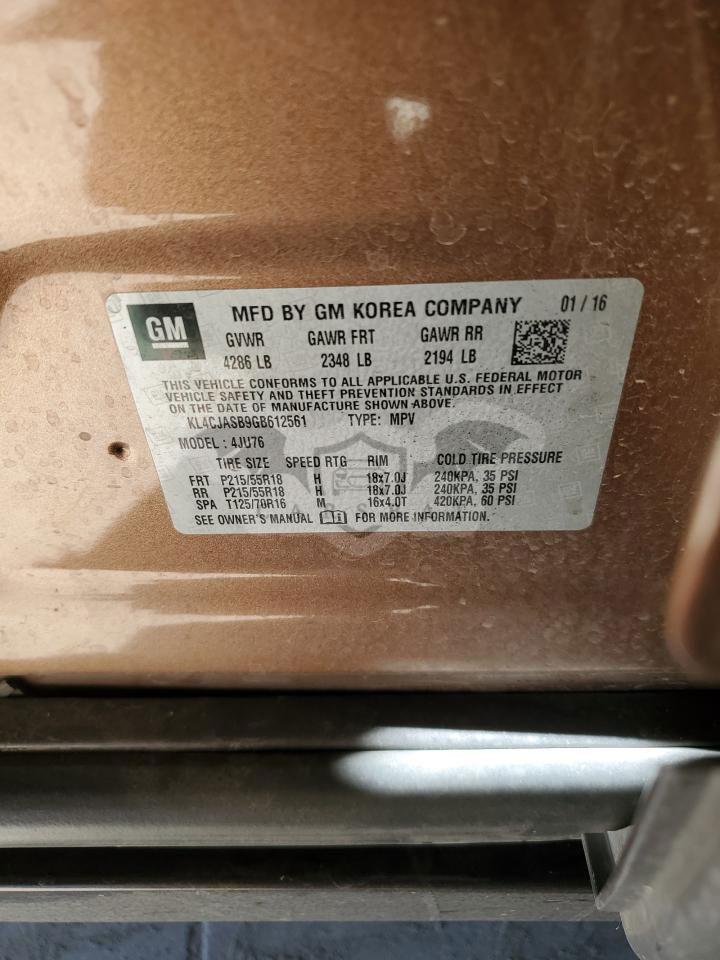 GM
MFD BY GM KOREA COMPANY 01 / 16
GVWR GAWR FRT GAWR RR
4286 LB 2348 LB 2194 LB
THIS VEHICLE CONFORMS TO ALL APPLICABLE U.S. FEDERAL MOTOR
VEHICLE SAFETY AND THEFT PREVENTION STANDARDS IN EFFECT
ON THE DATE OF MANUFACTURE SHOWN ABOVE.
KL4CJASB9GB612561 TYPE: MPV
MODEL : 4JU76
TIRE SIZE SPEED RTG RIM COLD TIRE PRESSURE
FRT P215/55R18 H 18x7.0J 240KPA, 35 PSI
RR P215/55R18 H 18x7.0J 240KPA, 35 PSI
SPA T125/70R16 M 16x4.0T 420KPA, 60 PSI
SEE OWNER'S MANUAL FOR MORE INFORMATION.